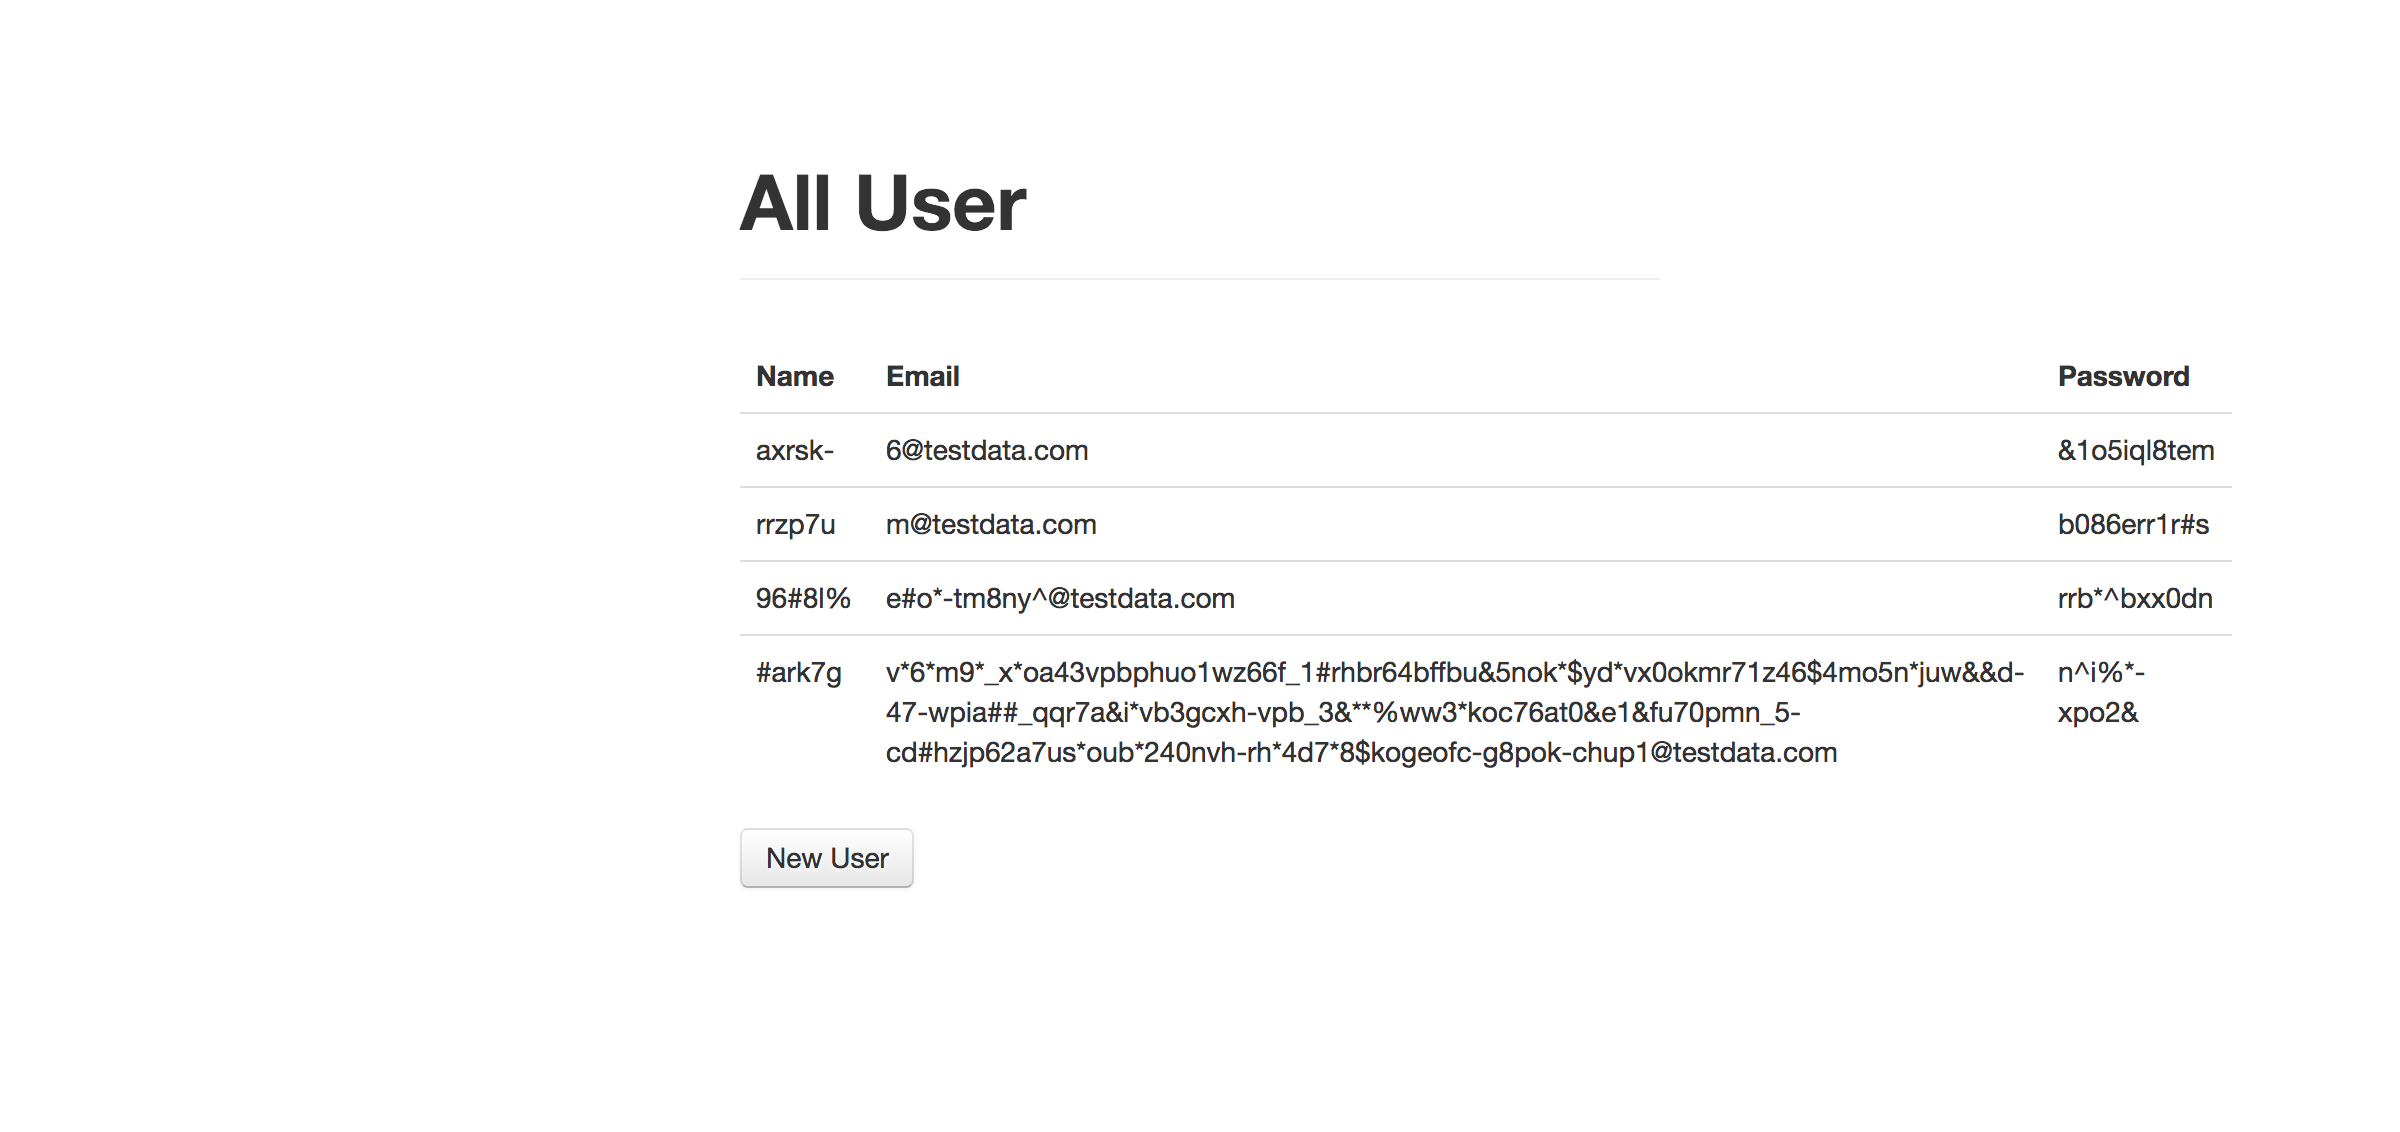 All User
Name Email Password
axrsk- 6@testdata.com &1o5iql8tem
rrzp7u m@testdata.com b086err1r#s
96#8l% e#o*-tm8ny^@testdata.com rrb*^bxx0dn
#ark7g v*6*m9*_x*oa43vpbphuo1wz66f_1#rhbr64bffbu&5nok*$yd*vx0okmr71z46$4mo5n*juw&&d- n^i%*-
47-wpia##_qqr7a&i*vb3gcxh-vpb_3&**%ww3*koc76at0&e1&fu70pmn_5- xpo2&
cd#hzjp62a7us*oub*240nvh-rh*4d7*8$kogeofc-g8pok-chup1@testdata.com
New User